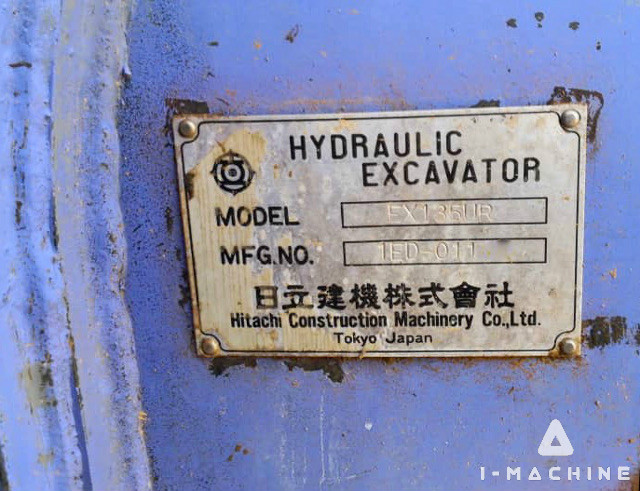 HYDRAULIC
EXCAVATOR
MODEL EX135UR
MFG.NO.
日立建機株式會社
Hitachi Construction Machinery Co.,Ltd.
Tokyo Japan
I-MACHINE